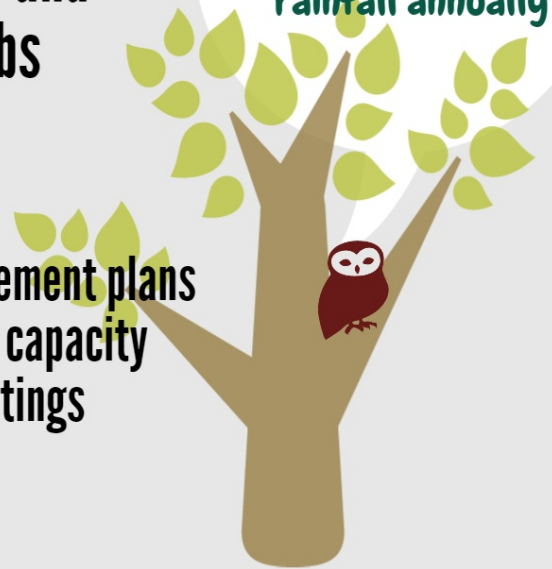 rainfall annually
bs
ement plans
capacity
tings